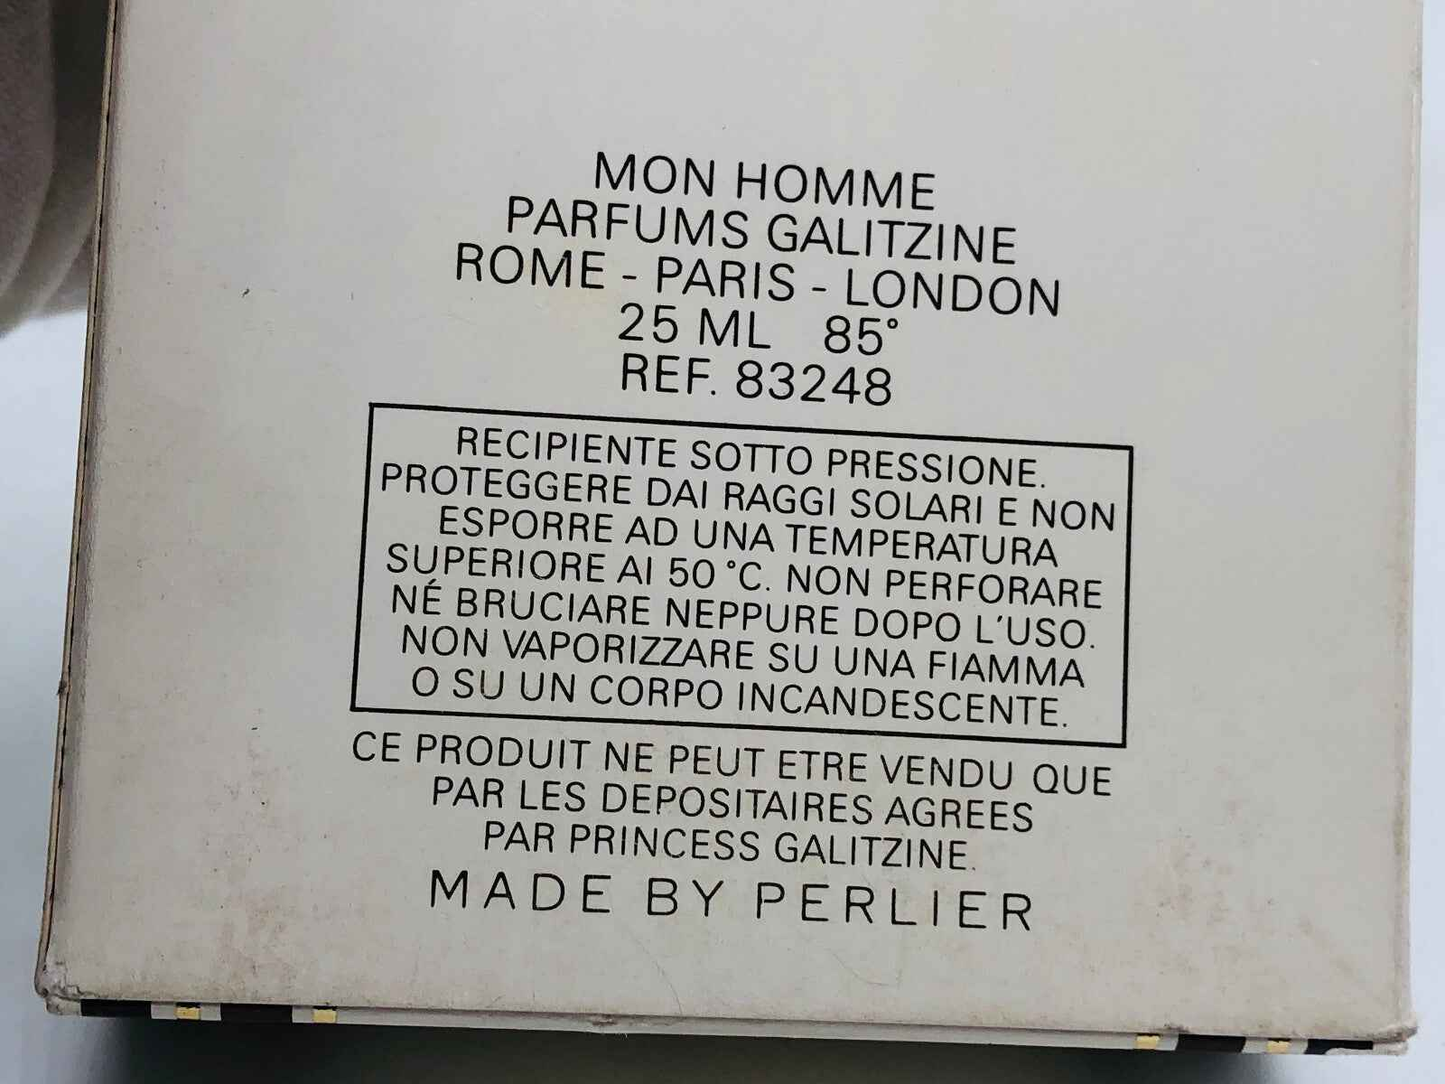 MON HOMME
PARFUMS GALITZINE
ROME - PARIS - LONDON
25 ML 85°
REF. 83248
RECIPIENTE SOTTO PRESSIONE.
PROTEGGERE DAI RAGGI SOLARI E NON
ESPORRE AD UNA TEMPERATURA
SUPERIORE AI 50 °C. NON PERFORARE
NÉ BRUCIARE NEPPURE DOPO L'USO.
NON VAPORIZZARE SU UNA FIAMMA
O SU UN CORPO INCANDESCENTE.
CE PRODUIT NE PEUT ETRE VENDU QUE
PAR LES DEPOSITAIRES AGREES
PAR PRINCESS GALITZINE.
MADE BY PERLIER